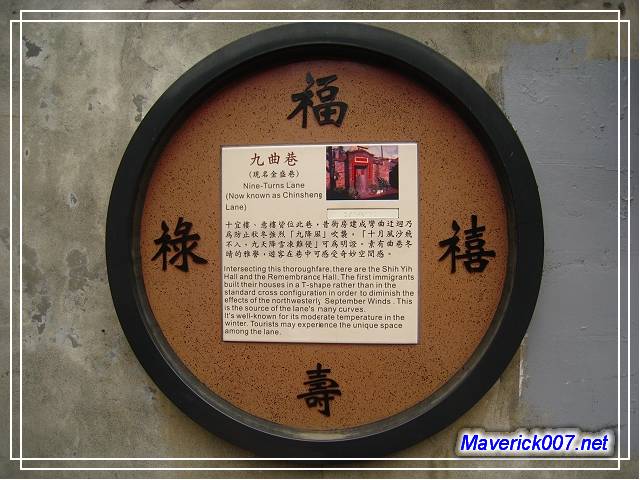 福
九曲巷
(現名金盛巷)
Nine-Turns Lane
(Now known as Chinsheng
Lane)
祿
禧
十宜樓、意樓皆位此巷，昔街房建成彎曲迂迴乃
為防止秋冬強烈「九降風」吹襲，「十月風沙飛
不入，九天降雪凍難侵」可為明證。素有曲巷冬
晴的雅譽，遊客在巷中可感受奇妙空間感。
Intersecting this thoroughfare, there are the Shih Yih
Hall and the Remembrance Hall. The first immigrants
built their houses in a T-shape rather than in the
standard cross configuration in order to diminish the
effects of the northwesterly September Winds . This
is the source of the lane's many curves.
It's well-known for its moderate temperature in the
winter. Tourists may experience the unique space
among the lane.
壽
Maverick007.net